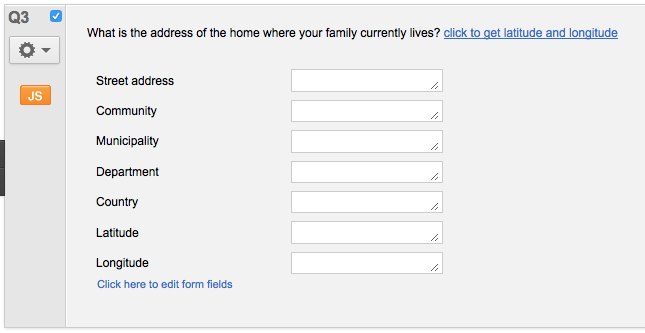 Q3
What is the address of the home where your family currently lives? click to get latitude and longitude
JS
Street address
Community
Municipality
Department
Country
Latitude
Longitude
Click here to edit form fields